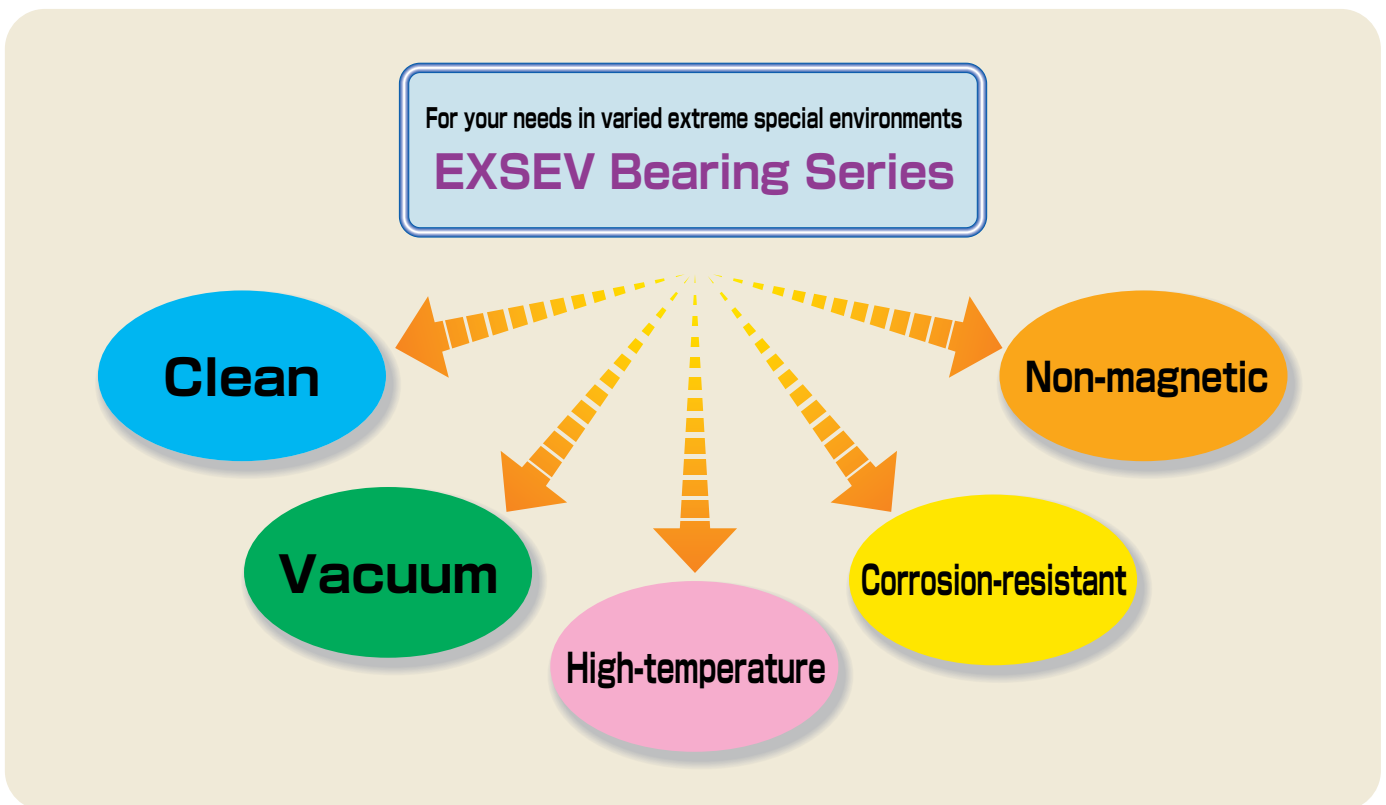 For your needs in varied extreme special environments
EXSEV Bearing Series
Clean
Non-magnetic
Vacuum
Corrosion-resistant
High-temperature